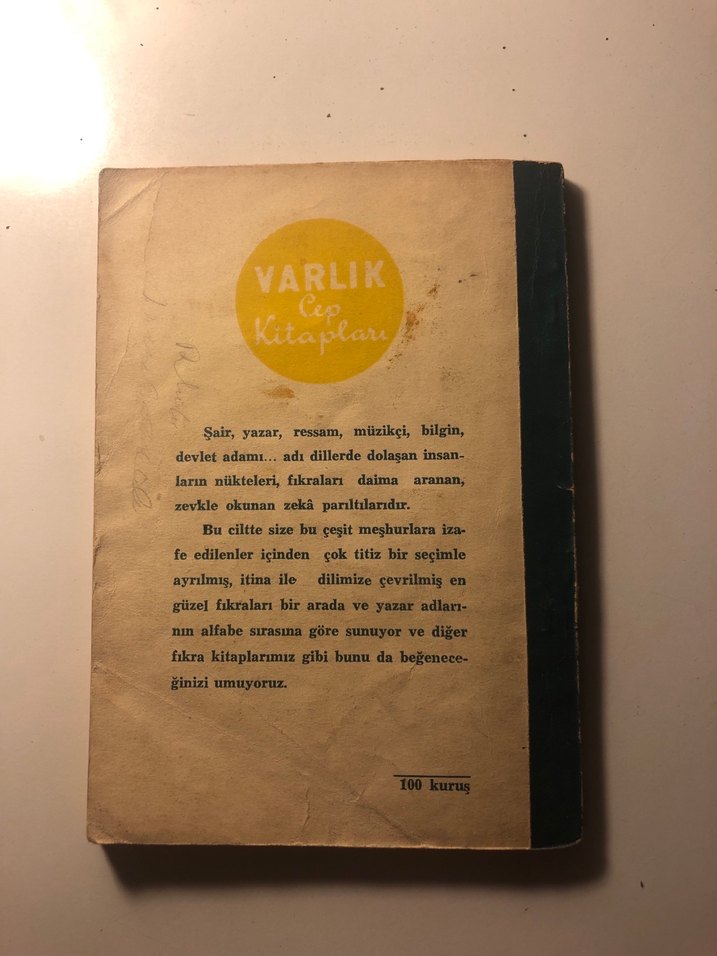 VARLIK
Cep
Kitapları
Şair, yazar, ressam, müzikçi, bilgin,
devlet adamı... adı dillerde dolaşan insan-
ların nükteleri, fıkraları daima aranan,
zevkle okunan zekâ parıltılarıdır.
Bu ciltte size bu çeşit meşhurlara iza-
fe edilenler içinden çok titiz bir seçimle
ayrılmış, itina ile dilimize çevrilmiş en
güzel fıkraları bir arada ve yazar adları-
nın alfabe sırasına göre sunuyor ve diğer
fıkra kitaplarımız gibi bunu da beğenece-
ğinizi umuyoruz.
100 kuruş